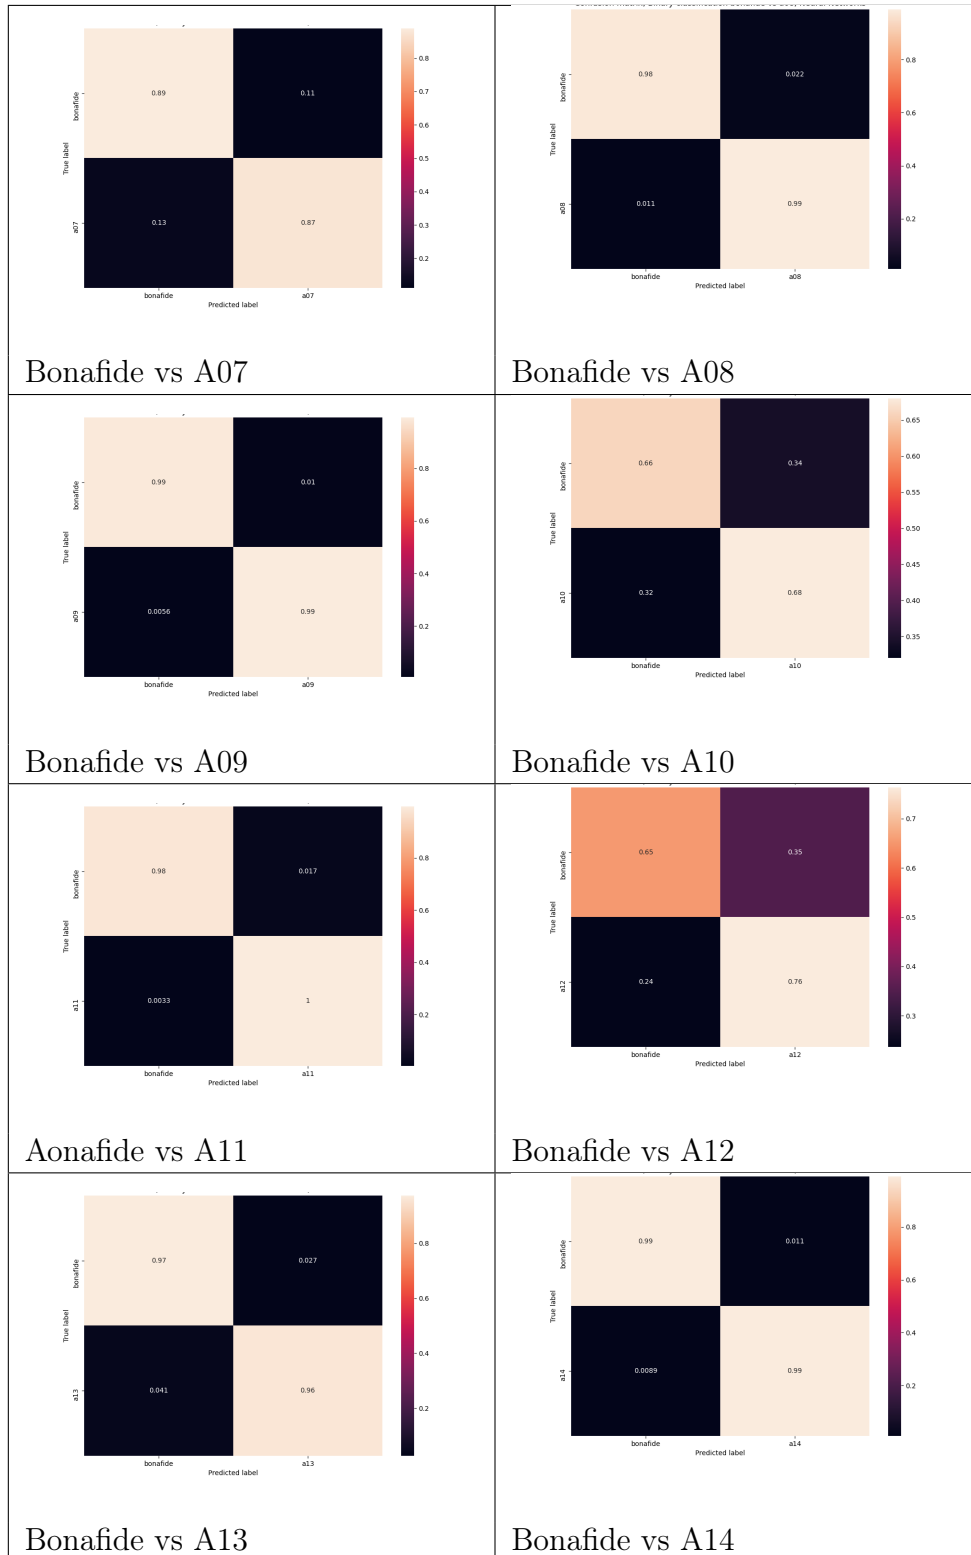 bonafide
0.89
0.11
0.8
0.7
0.6
0.5
0.4
0.3
0.2
True label
a07
0.13
0.87
bonafide
a07
Predicted label
Bonafide vs A07
bonafide
0.98
0.022
0.8
0.6
0.4
0.2
True label
a08
0.011
0.99
bonafide
a08
Predicted label
Bonafide vs A08
bonafide
0.99
0.01
0.8
0.6
0.4
0.2
True label
a09
0.0056
0.99
bonafide
a09
Predicted label
Bonafide vs A09
bonafide
0.66
0.34
0.65
0.60
0.55
0.50
0.45
0.40
0.35
True label
a10
0.32
0.68
bonafide
a10
Predicted label
Bonafide vs A10
bonafide
0.98
0.017
0.8
0.6
0.4
0.2
True label
a11
0.0033
1
bonafide
a11
Predicted label
Aonafide vs A11
bonafide
0.65
0.35
0.7
0.6
0.5
0.4
0.3
True label
a12
0.24
0.76
bonafide
a12
Predicted label
Bonafide vs A12
bonafide
0.97
0.027
0.8
0.6
0.4
0.2
True label
a13
0.041
0.96
bonafide
a13
Predicted label
Bonafide vs A13
bonafide
0.99
0.011
0.8
0.6
0.4
0.2
True label
a14
0.0089
0.99
bonafide
a14
Predicted label
Bonafide vs A14